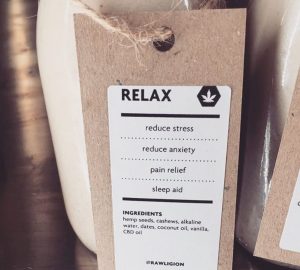 RELAX
reduce stress
reduce anxiety
pain relief
sleep aid
INGREDIENTS
hemp seeds, cashews, alkaline
water, dates, coconut oil, vanilla,
CBD oil
@RAWLIGION